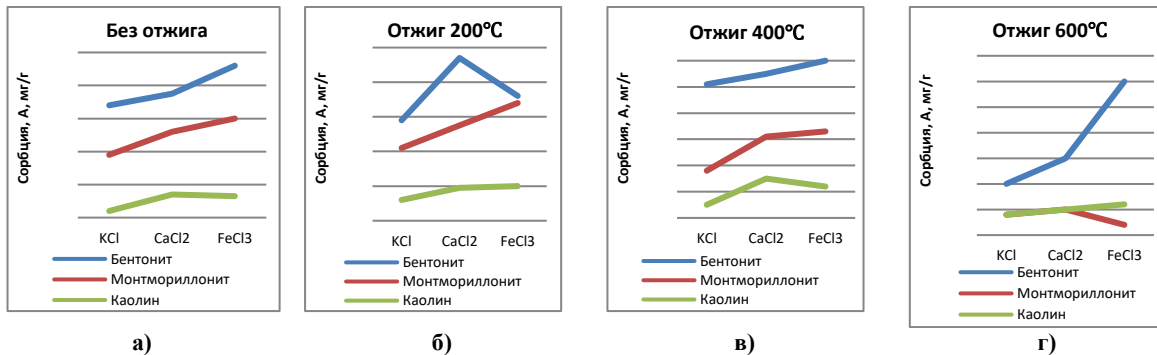 Без отжига
Сорбция, А, мг/г
KCl CaCl2 FeCl3
Бентонит
Монтмориллонит
Каолин
а)
Отжиг 200℃
Сорбция, А, мг/г
KCl CaCl2 FeCl3
Бентонит
Монтмориллонит
Каолин
б)
Отжиг 400℃
Сорбция, А, мг/г
KCl CaCl2 FeCl3
Бентонит
Монтмориллонит
Каолин
в)
Отжиг 600℃
Сорбция, А, мг/г
KCl CaCl2 FeCl3
Бентонит
Монтмориллонит
Каолин
г)